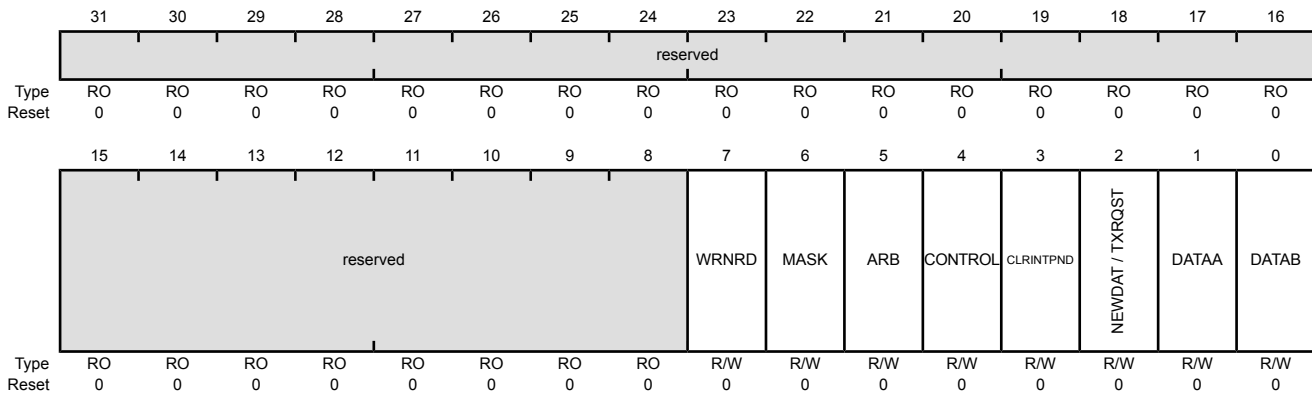 31 30 29 28 27 26 25 24 23 22 21 20 19 18 17 16
reserved
Type RO RO RO RO RO RO RO RO RO RO RO RO RO RO RO RO
Reset 0 0 0 0 0 0 0 0 0 0 0 0 0 0 0 0
15 14 13 12 11 10 9 8 7 6 5 4 3 2 1 0
reserved WRNRD MASK ARB CONTROL CLRINTPND NEWDAT / TXRQST DATAA DATAB
Type RO RO RO RO RO RO RO RO R/W R/W R/W R/W R/W R/W R/W R/W
Reset 0 0 0 0 0 0 0 0 0 0 0 0 0 0 0 0